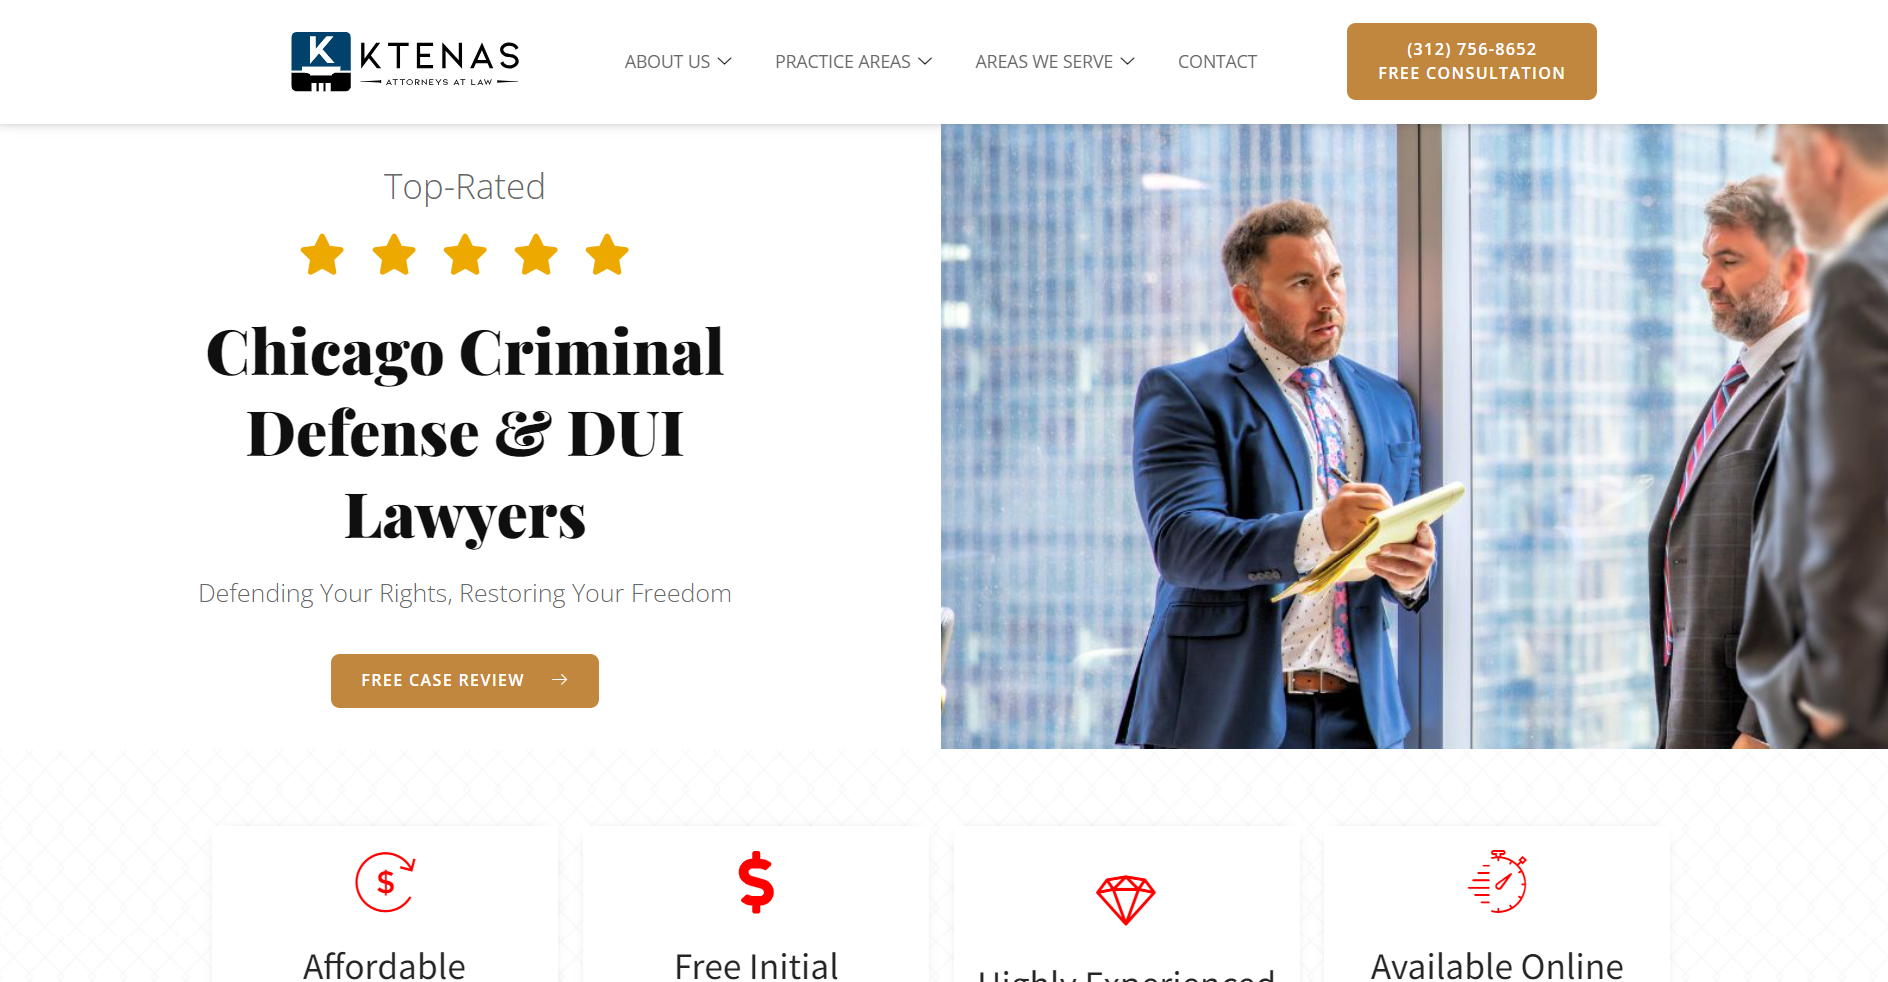 K KTENAS
ATTORNEYS AT LAW
ABOUT US
PRACTICE AREAS
AREAS WE SERVE
CONTACT
(312) 756-8652
FREE CONSULTATION
Top-Rated
Chicago Criminal
Defense & DUI
Lawyers
Defending Your Rights, Restoring Your Freedom
FREE CASE REVIEW
$
$
Affordable
Free Initial
Highly Experienced
Available Online